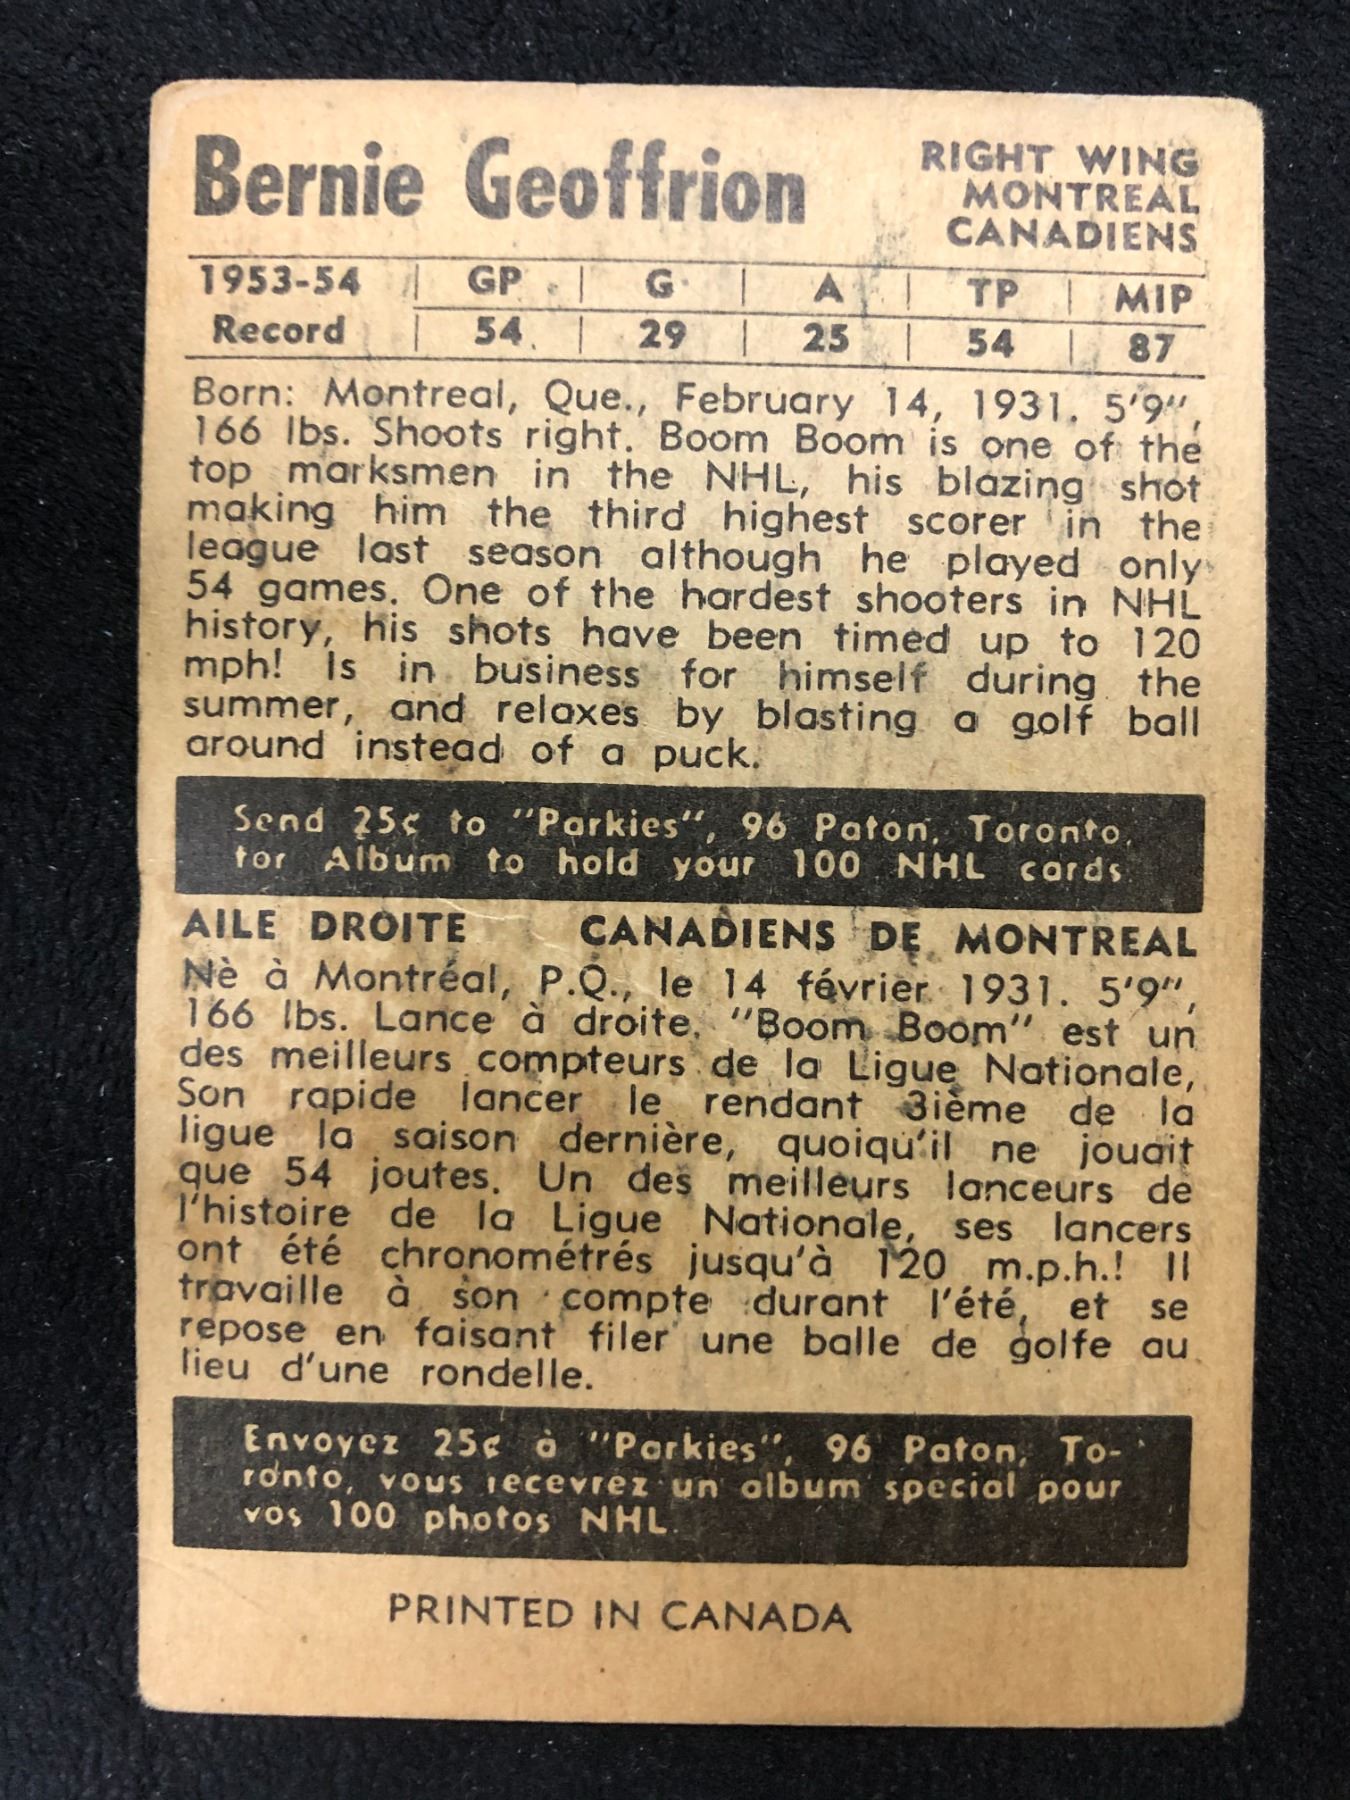 Bernie Geoffrion
RIGHT WING
MONTREAL
CANADIENS
1953-54 GP G A TP MIP
Record 54 29 25 54 87
Born: Montreal, Que., February 14, 1931. 5'9",
166 lbs. Shoots right. Boom Boom is one of the
top marksmen in the NHL, his blazing shot
making him the third highest scorer in the
league last season although he played only
54 games. One of the hardest shooters in NHL
history, his shots have been timed up to 120
mph! Is in business for himself during the
summer, and relaxes by blasting a golf ball
around instead of a puck.
Send 25¢ to "Parkies", 96 Paton, Toronto,
for Album to hold your 100 NHL cards.
AILE DROITE CANADIENS DE MONTREAL
Nè à Montréal, P.Q., le 14 février 1931. 5'9",
166 lbs. Lance à droite. "Boom Boom" est un
des meilleurs compteurs de la Ligue Nationale,
Son rapide lancer le rendant 3ième de la
ligue la saison dernière, quoiqu'il ne jouait
que 54 joutes. Un des meilleurs lanceurs de
l'histoire de la Ligue Nationale, ses lancers
ont été chronométrés jusqu'à 120 m.p.h.! Il
travaille à son compte durant l'été, et se
repose en faisant filer une balle de golfe au
lieu d'une rondelle.
Envoyez 25¢ à "Parkies", 96 Paton, To-
ronto, vous recevrez un album special pour
vos 100 photos NHL.
PRINTED IN CANADA